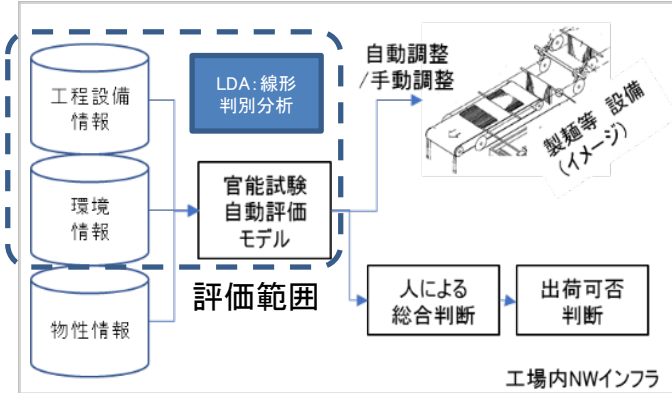 工程設備
情報
LDA：線形
判別分析
自動調整
/手動調整
製麺等 設備
(イメージ)
環境
情報
官能試験
自動評価
モデル
評価範囲
物性情報
人による
総合判断
出荷可否
判断
工場内NWインフラ